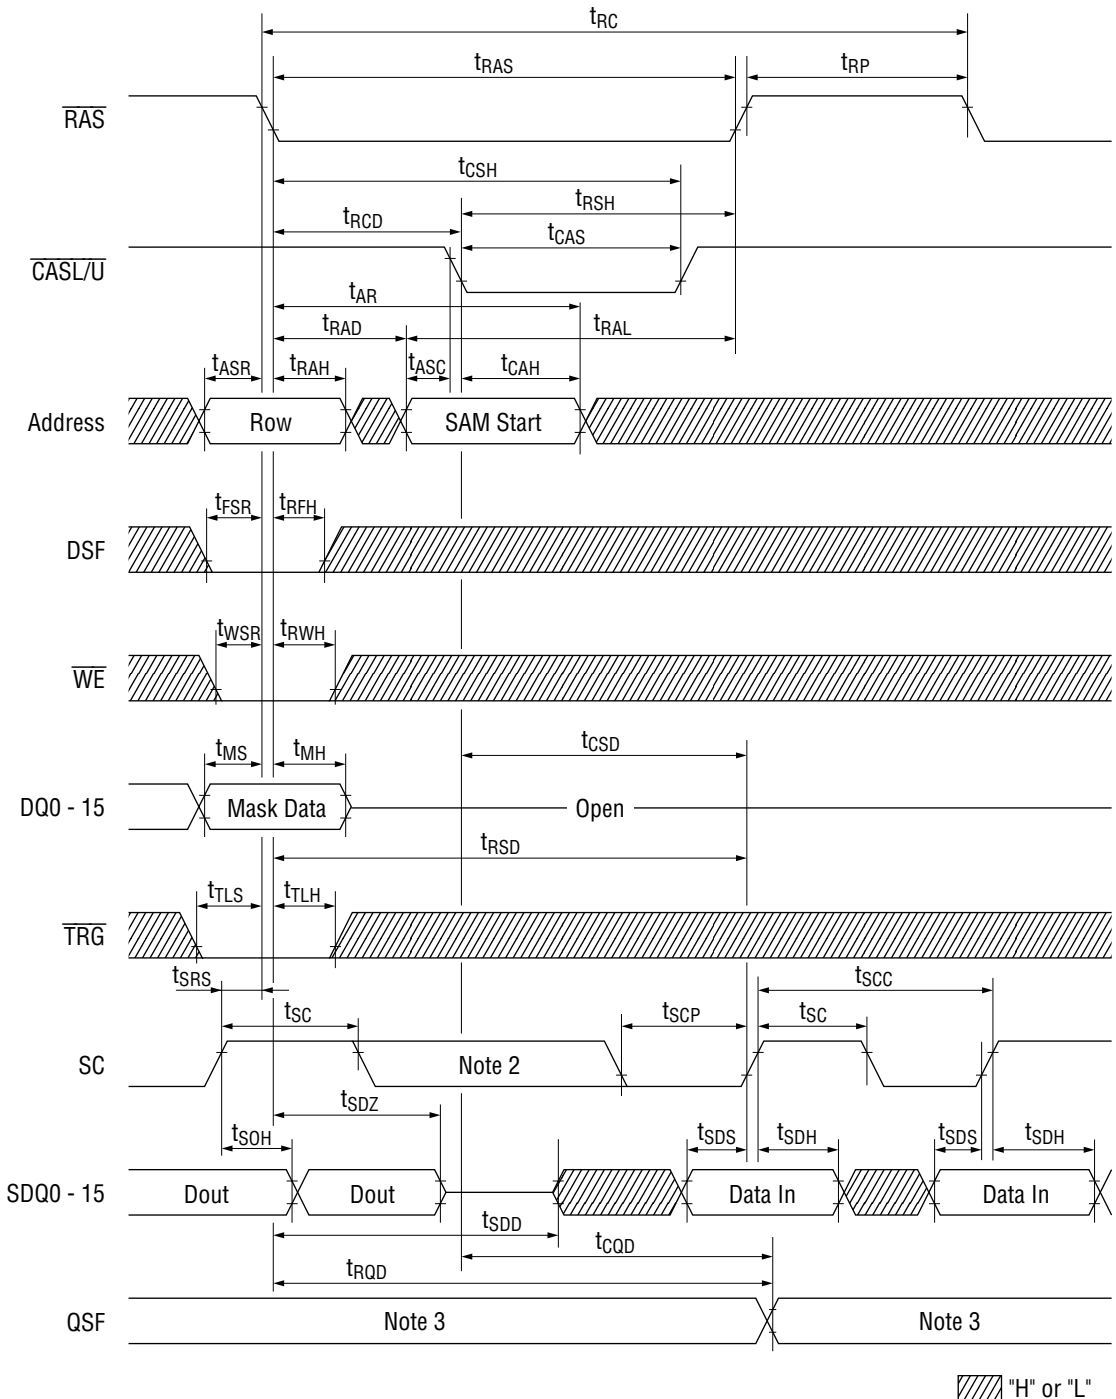 tRC
tRAS
tRP
RAS
tCSH
tRSH
tRCD
tCAS
CASL/U
tAR
tRAD
tRAL
tASR
tRAH
tASC
tCAH
Address
Row
SAM Start
tFSR
tRFH
DSF
tWSR
tRWH
WE
tCSD
tMS
tMH
DQ0 - 15
Mask Data
Open
tRSD
tTLS
tTLH
TRG
tSRS
tSCC
tSC
tSCP
tSC
SC
Note 2
tSDZ
tSOH
tSDS
tSDH
tSDS
tSDH
SDQ0 - 15
Dout
Dout
Data In
Data In
tSDD
tCQD
tRQD
QSF
Note 3
Note 3
"H" or "L"